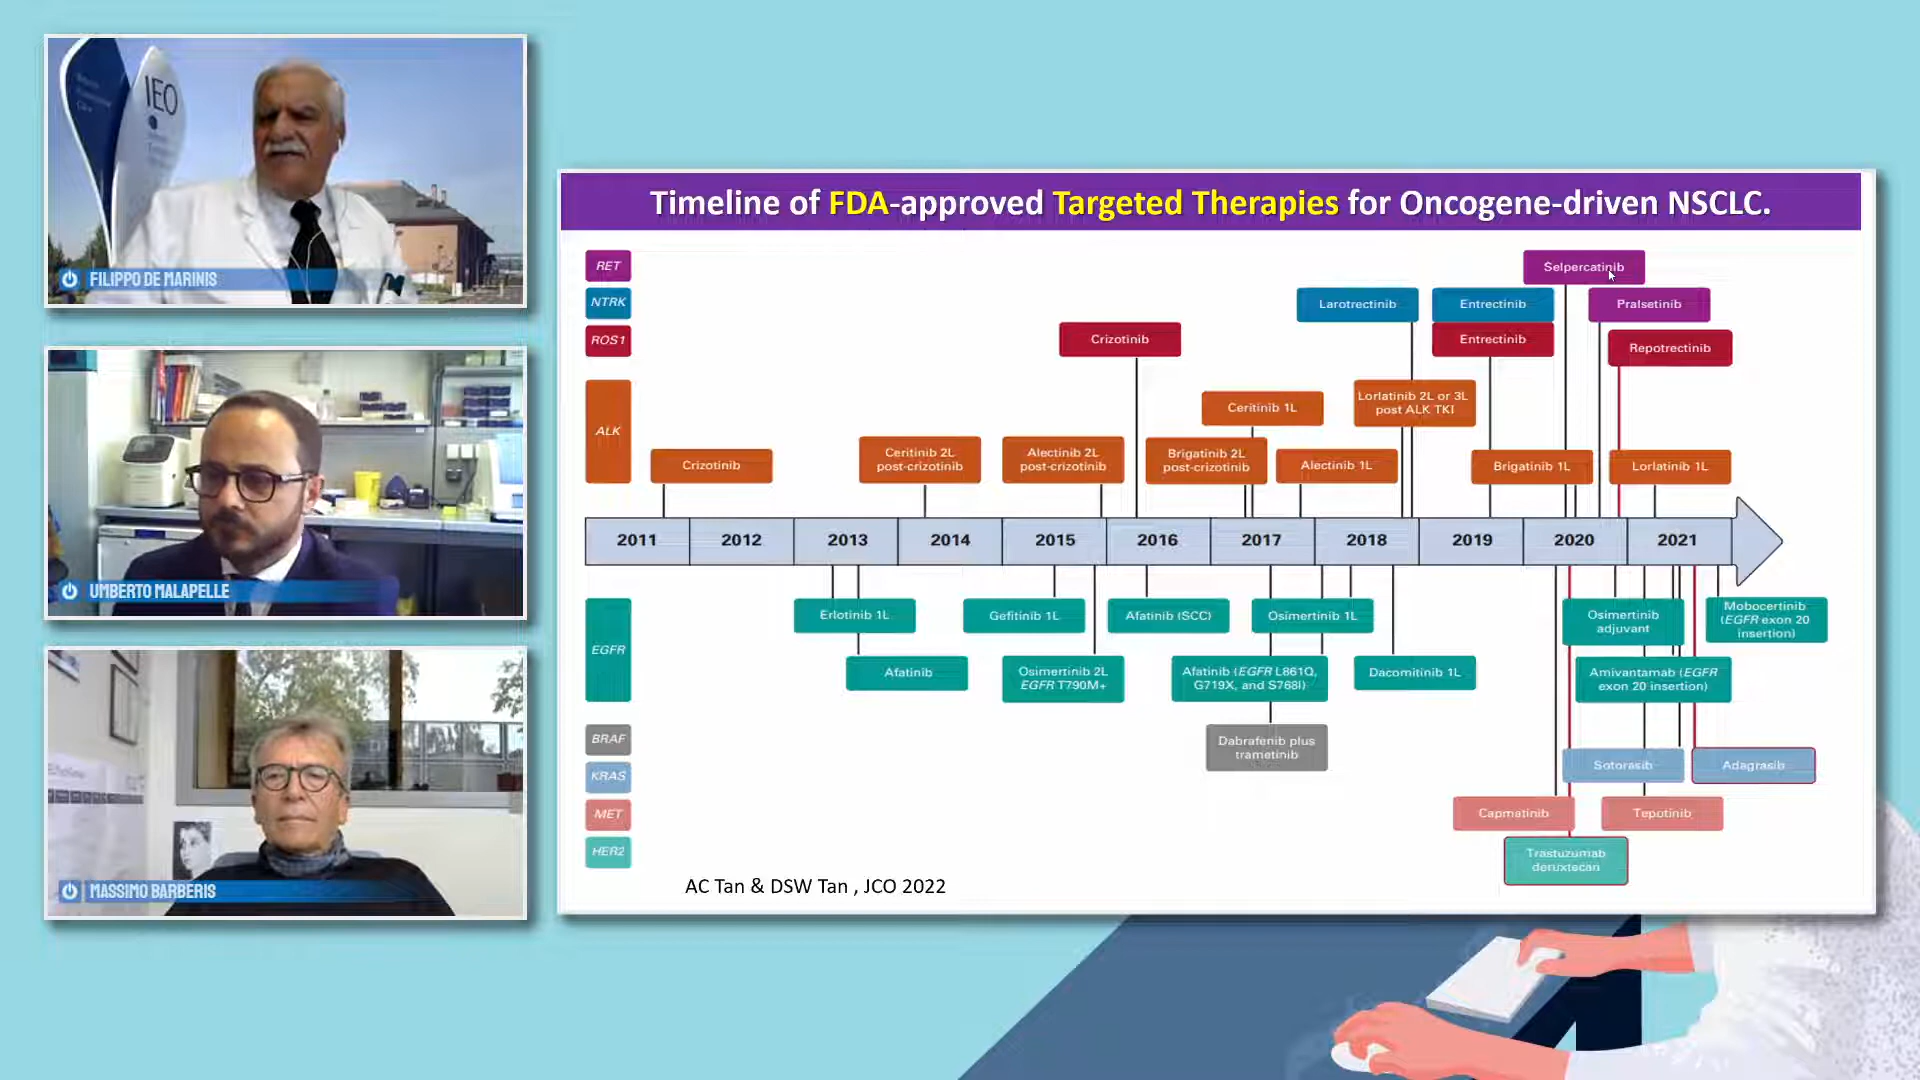 IEO
FILIPPO DE MARINIS
UMBERTO MALAPELLE
MASSIMO BARBERIS
Timeline of FDA-approved Targeted Therapies for Oncogene-driven NSCLC.
RET
Selpercatinib
NTRK
Larotrectinib
Entrectinib
Pralsetinib
ROS1
Crizotinib
Entrectinib
Repotrectinib
ALK
Ceritinib 1L
Lorlatinib 2L or 3L
post ALK TKI
Crizotinib
Ceritinib 2L
post-crizotinib
Alectinib 2L
post-crizotinib
Brigatinib 2L
post-crizotinib
Alectinib 1L
Brigatinib 1L
Lorlatinib 1L
2011 2012 2013 2014 2015 2016 2017 2018 2019 2020 2021
EGFR
Erlotinib 1L
Gefitinib 1L
Afatinib (SCC)
Osimertinib 1L
Osimertinib
adjuvant
Mobocertinib
(EGFR exon 20
insertion)
Afatinib
Osimertinib 2L
EGFR T790M+
Afatinib (EGFR L861Q,
G719X, and S768I)
Dacomitinib 1L
Amivantamab (EGFR
exon 20 insertion)
BRAF
Dabrafenib plus
trametinib
KRAS
Sotorasib
Adagrasib
MET
Capmatinib
Tepotinib
HER2
Trastuzumab
deruxtecan
AC Tan & DSW Tan , JCO 2022